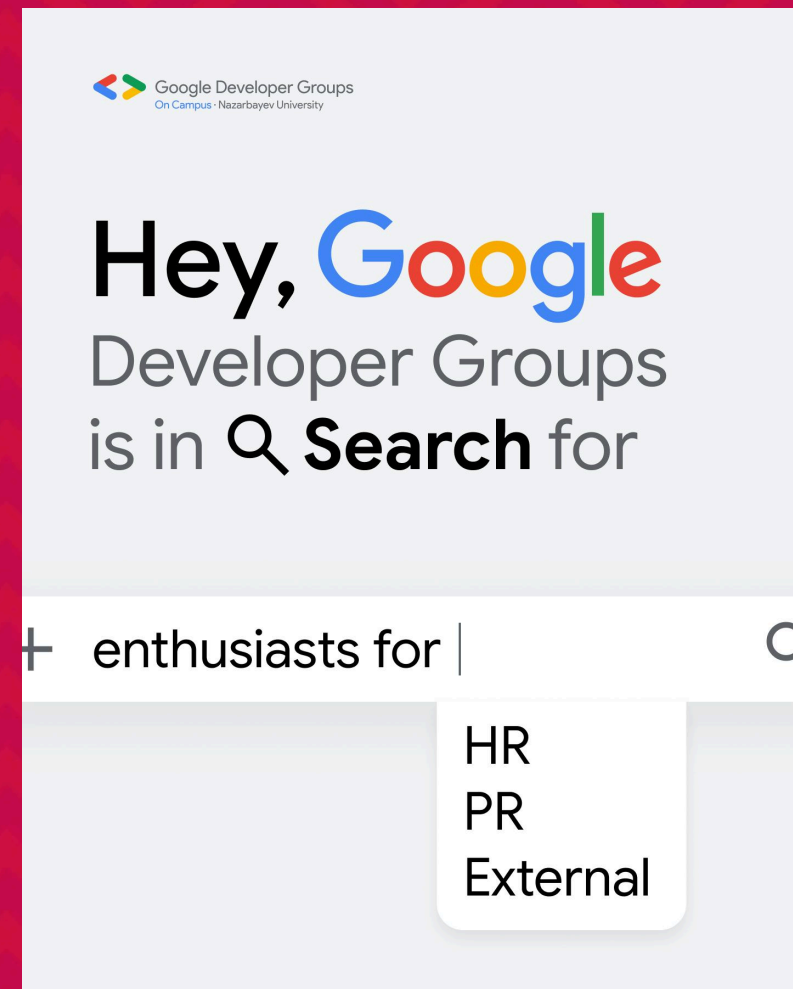 Google Developer Groups
On Campus · Nazarbayev University
Hey, Google
Developer Groups
is in Search for
enthusiasts for
HR
PR
External